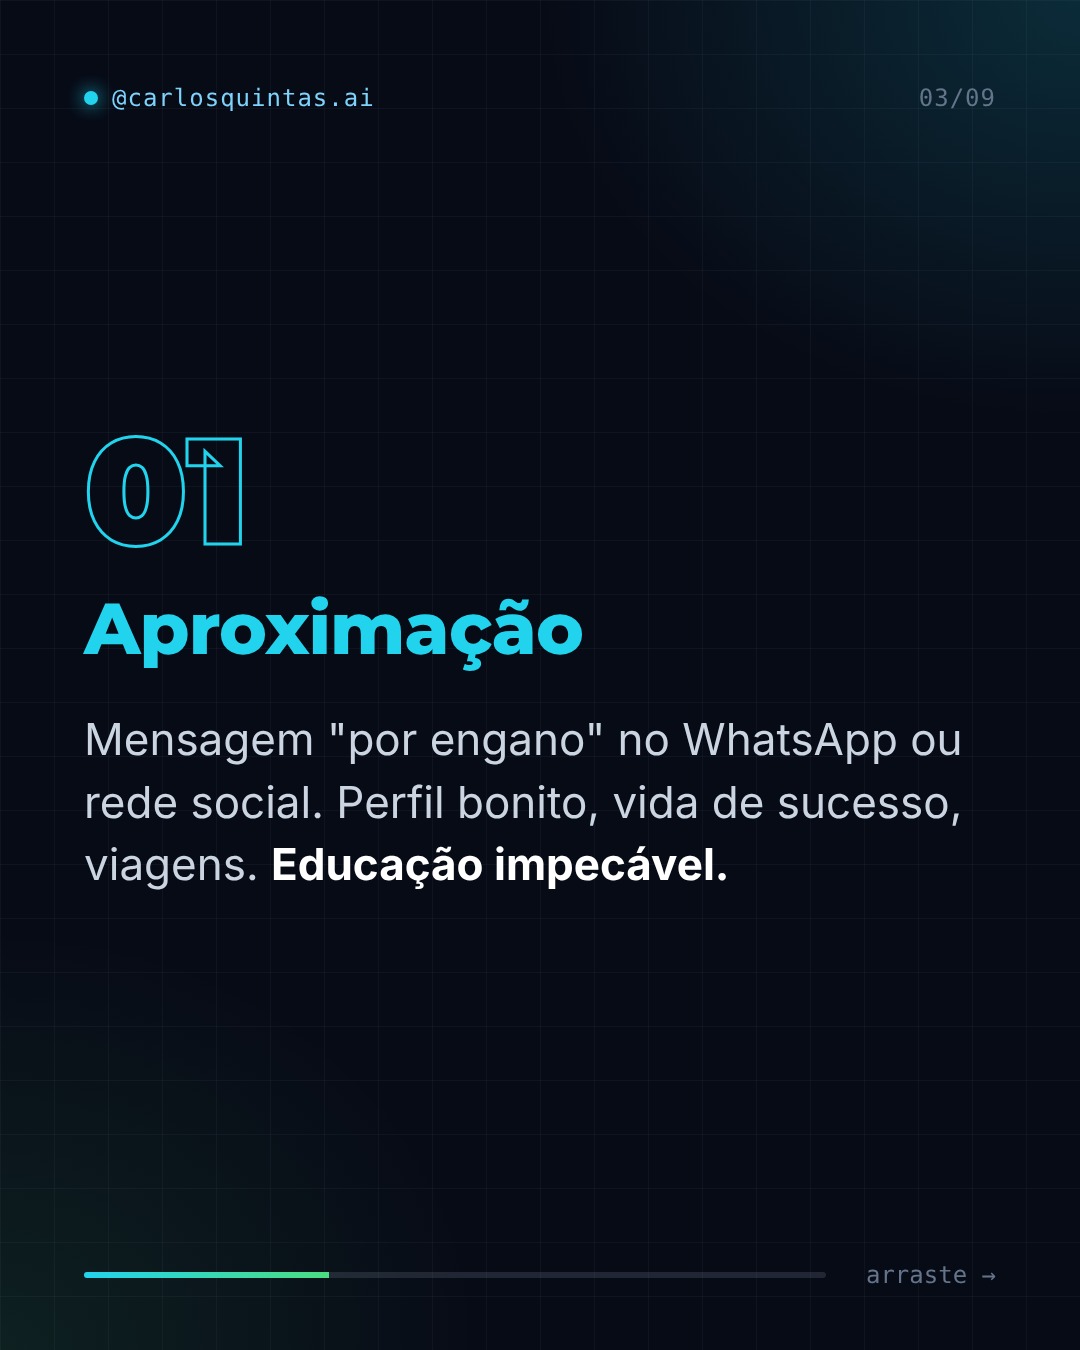 @carlosquintas.ai
03/09
01
Aproximação
Mensagem "por engano" no WhatsApp ou
rede social. Perfil bonito, vida de sucesso,
viagens. Educação impecável.
arraste →